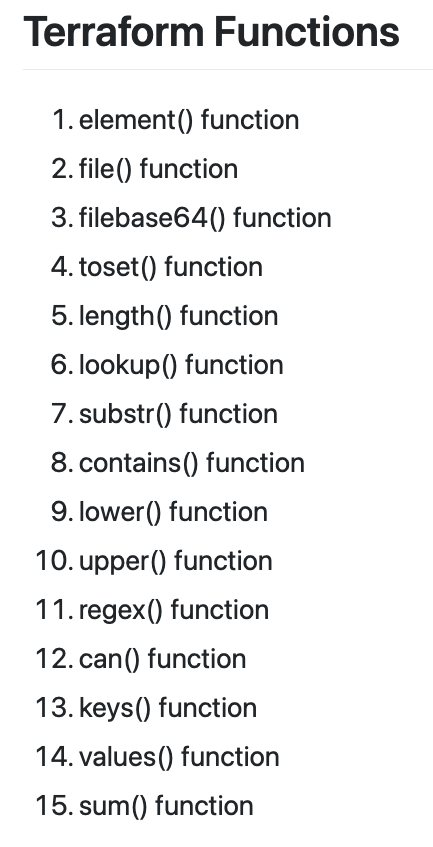 Terraform Functions
1. element() function
2. file() function
3. filebase64() function
4. toset() function
5. length() function
6. lookup() function
7. substr() function
8. contains() function
9. lower() function
10. upper() function
11. regex() function
12. can() function
13. keys() function
14. values() function
15. sum() function